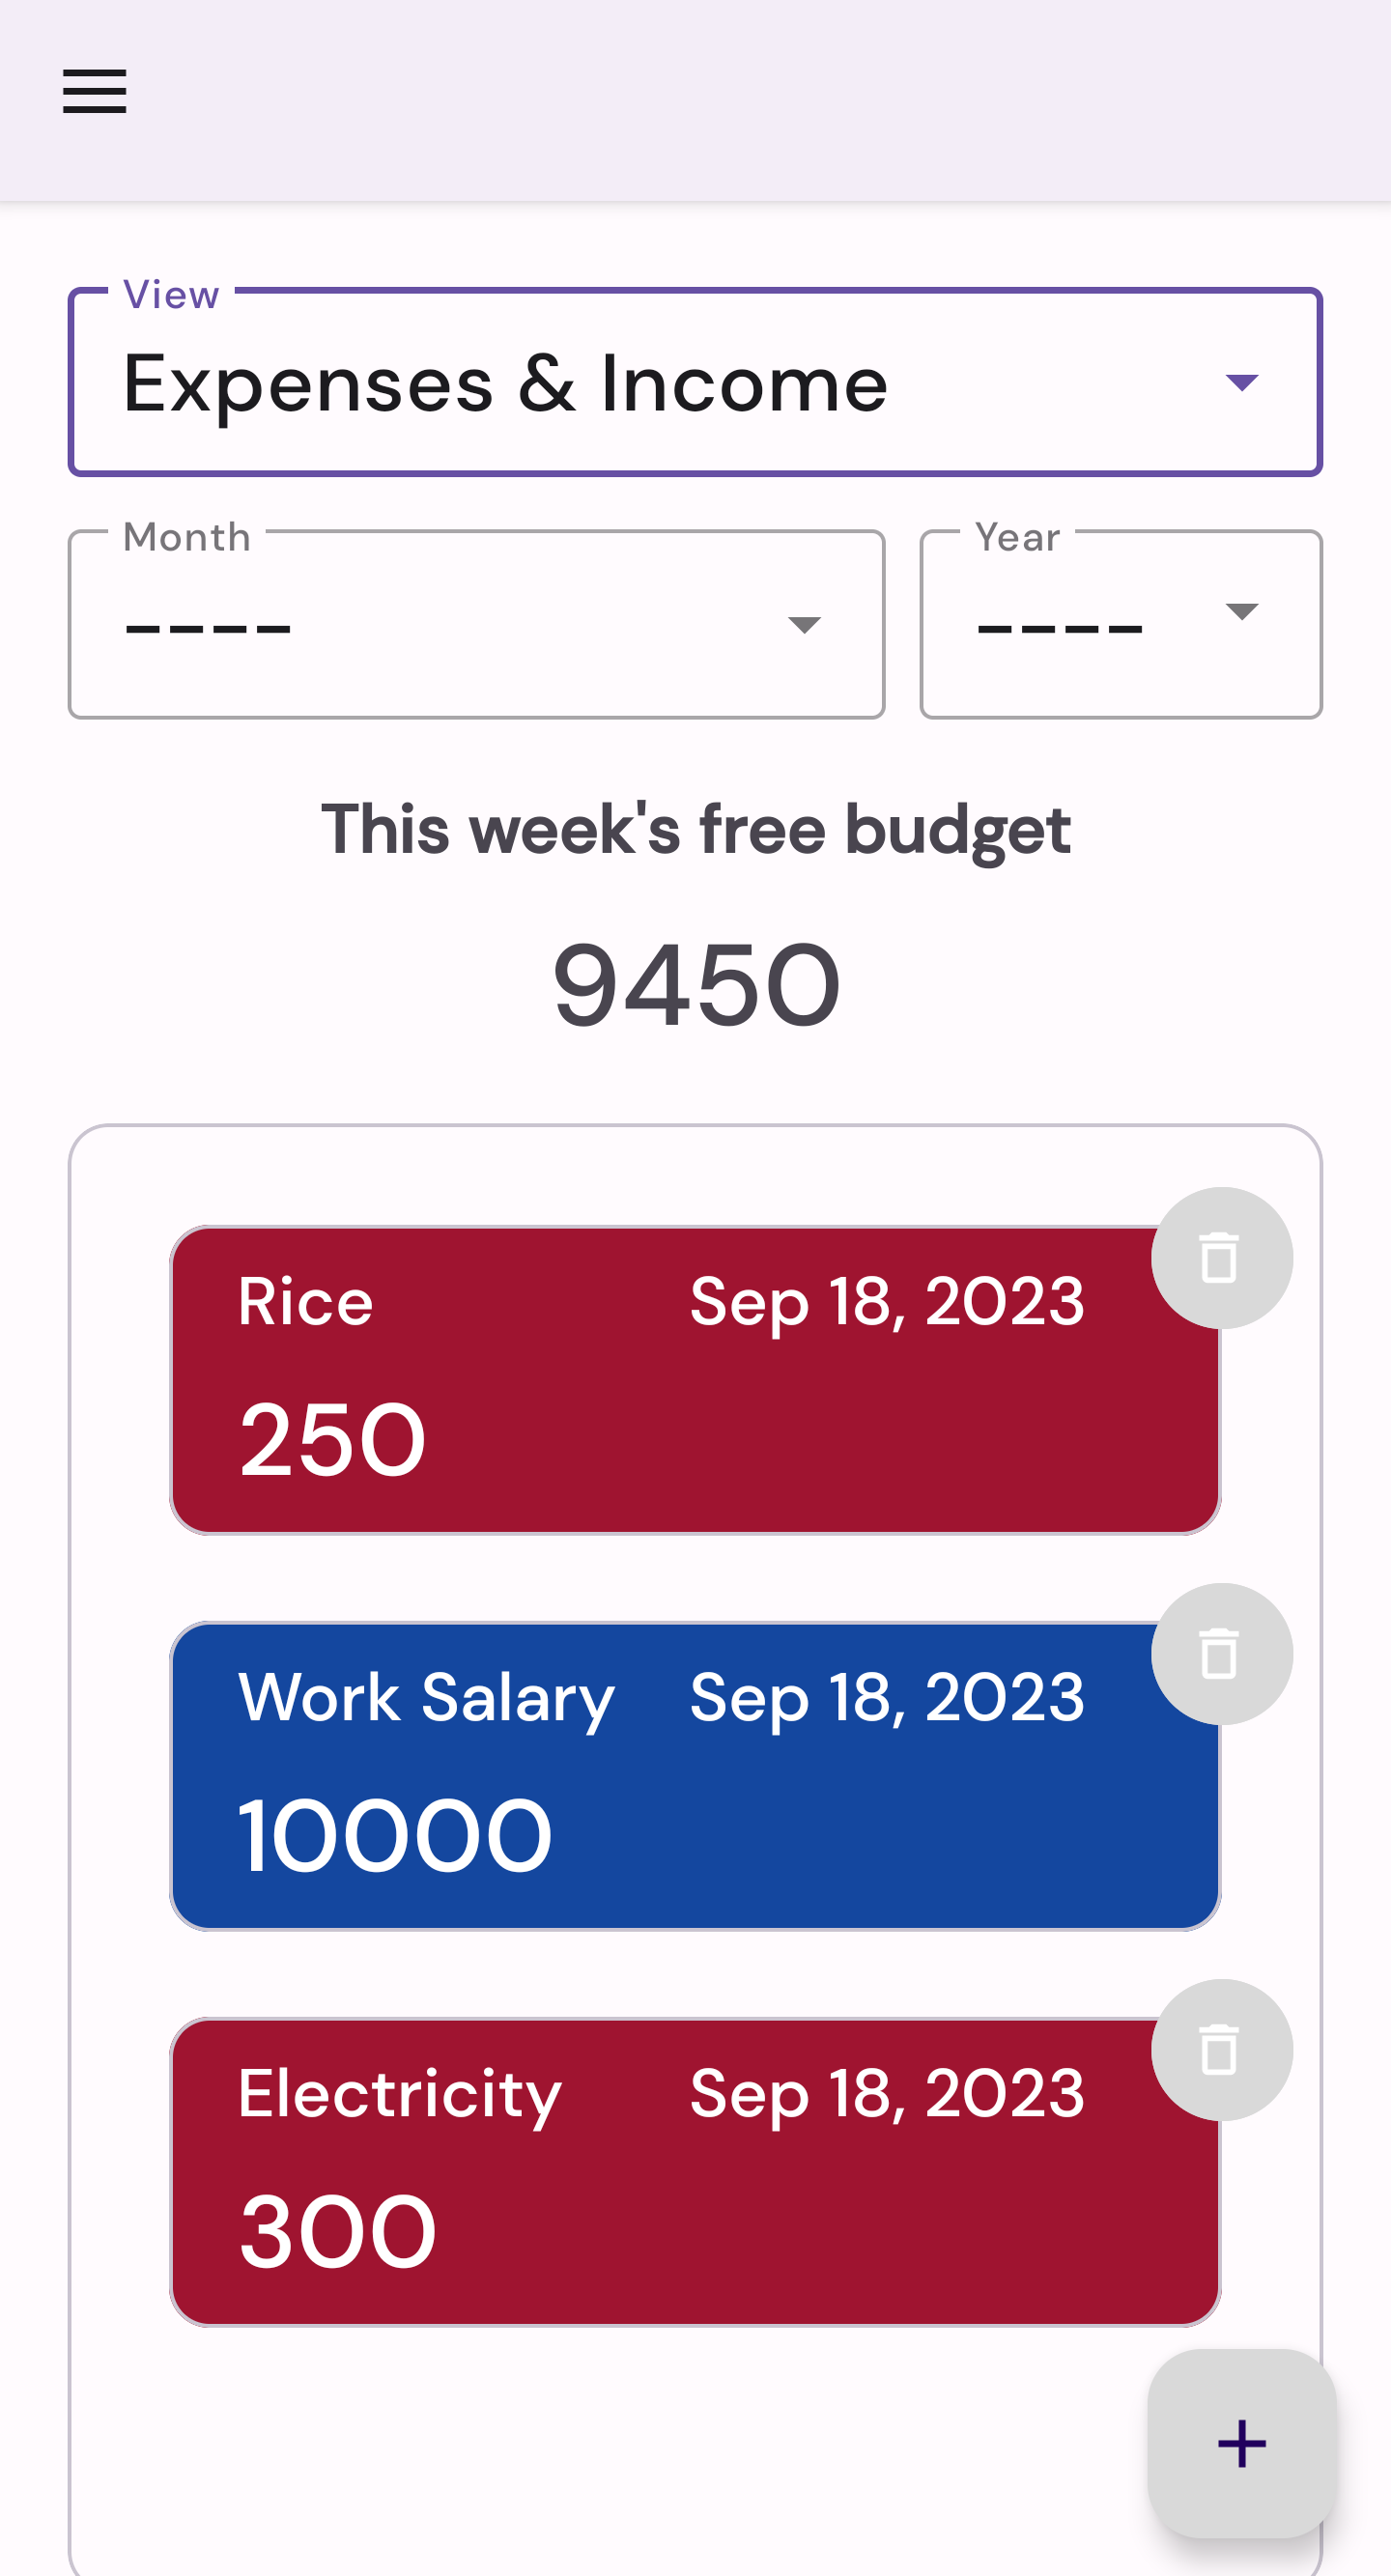 View
Expenses & Income
Month Year
---- ----
This week's free budget
9450
Rice Sep 18, 2023
250
Work Salary Sep 18, 2023
10000
Electricity Sep 18, 2023
300
+